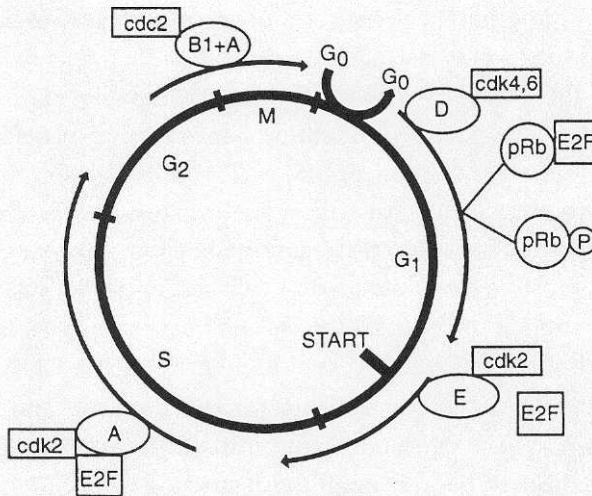 cdc2
B1+A
G0
G0
D
cdk4,6
M
pRb
E2F
G2
pRb
P
G1
START
S
cdk2
E
E2F
A
cdk2
E2F